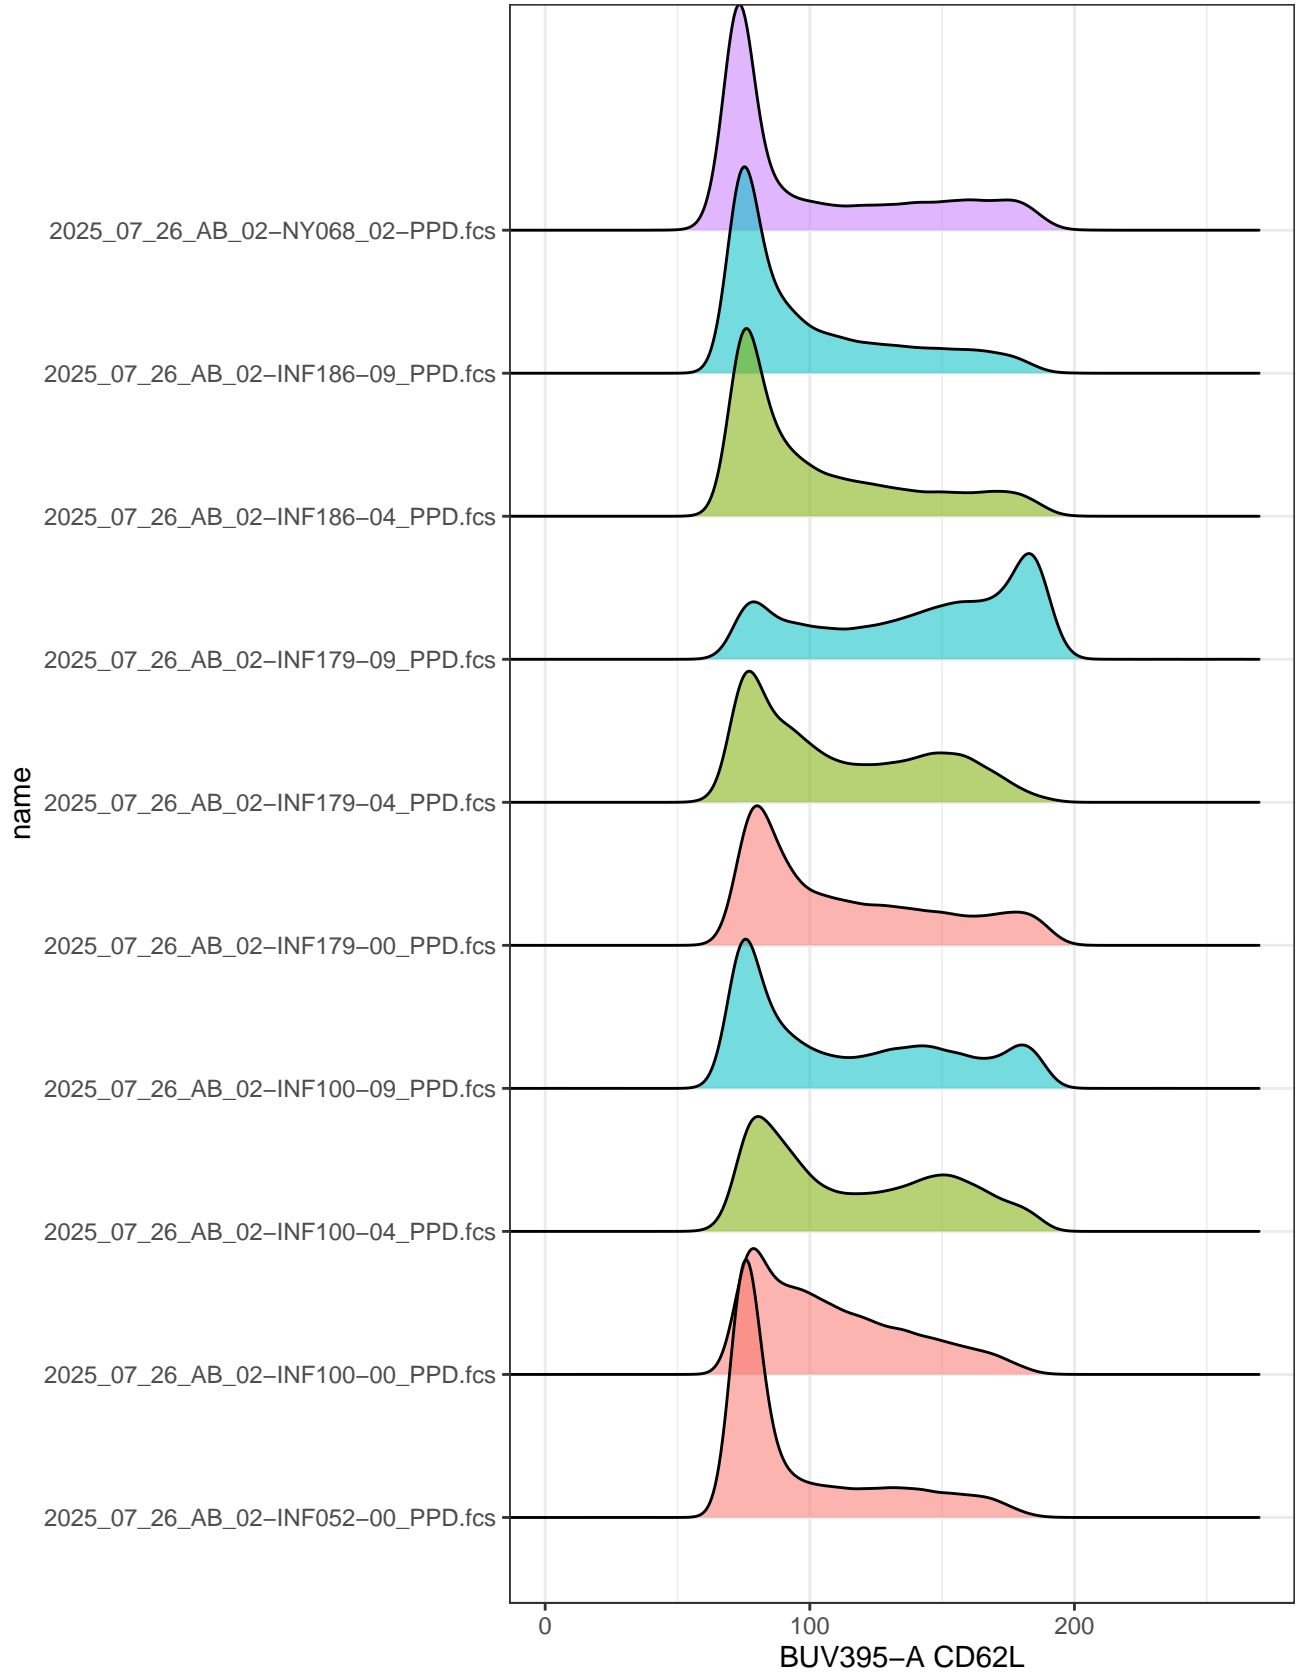 2025_07_26_AB_02−NY068_02−PPD.fcs
2025_07_26_AB_02−INF186−09_PPD.fcs
2025_07_26_AB_02−INF186−04_PPD.fcs
2025_07_26_AB_02−INF179−09_PPD.fcs
2025_07_26_AB_02−INF179−04_PPD.fcs
2025_07_26_AB_02−INF179−00_PPD.fcs
2025_07_26_AB_02−INF100−09_PPD.fcs
2025_07_26_AB_02−INF100−04_PPD.fcs
2025_07_26_AB_02−INF100−00_PPD.fcs
2025_07_26_AB_02−INF052−00_PPD.fcs
name
0 100 200
BUV395−A CD62L